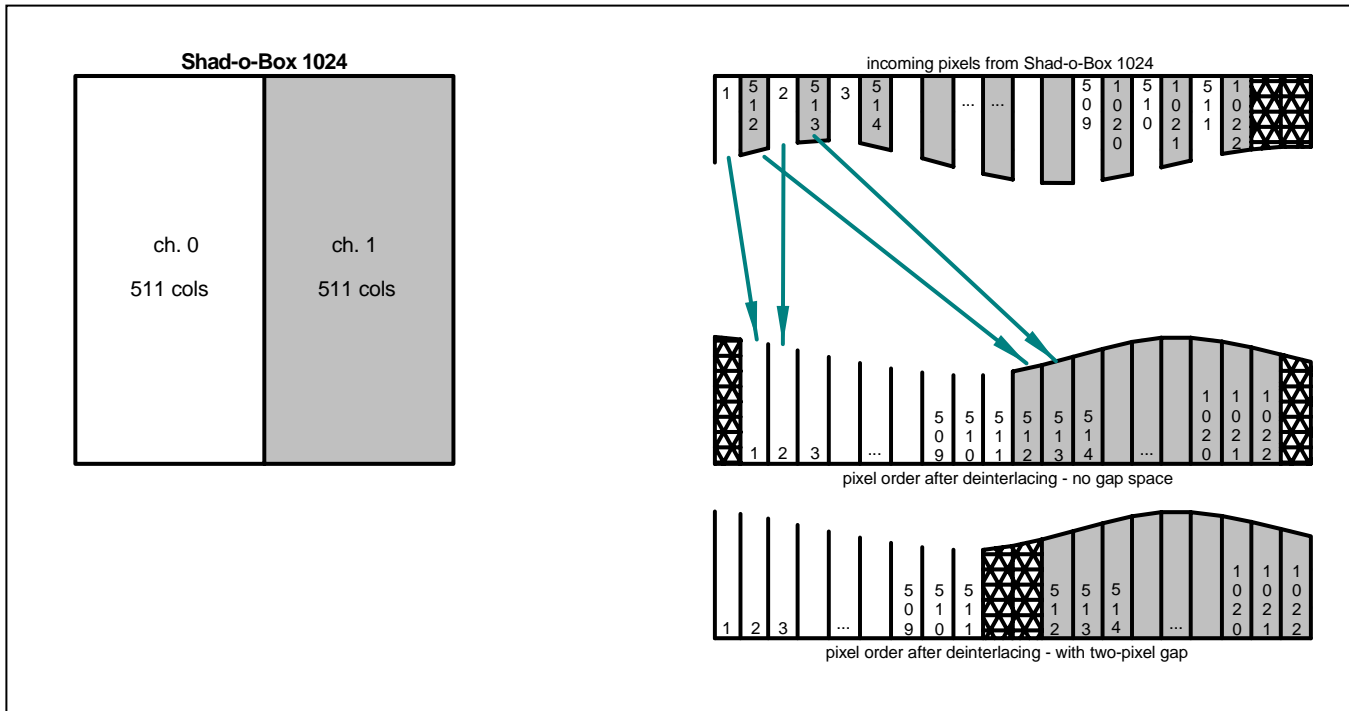 Shad-o-Box 1024
ch. 0
511 cols
ch. 1
511 cols
incoming pixels from Shad-o-Box 1024
1 512 2 513 3 514 ... ... 509 1020 510 1021 511 1022
1 2 3 ... 509 510 511 512 513 514 ... 1020 1021 1022
pixel order after deinterlacing - no gap space
1 2 3 ... 509 510 511 512 513 514 ... 1020 1021 1022
pixel order after deinterlacing - with two-pixel gap